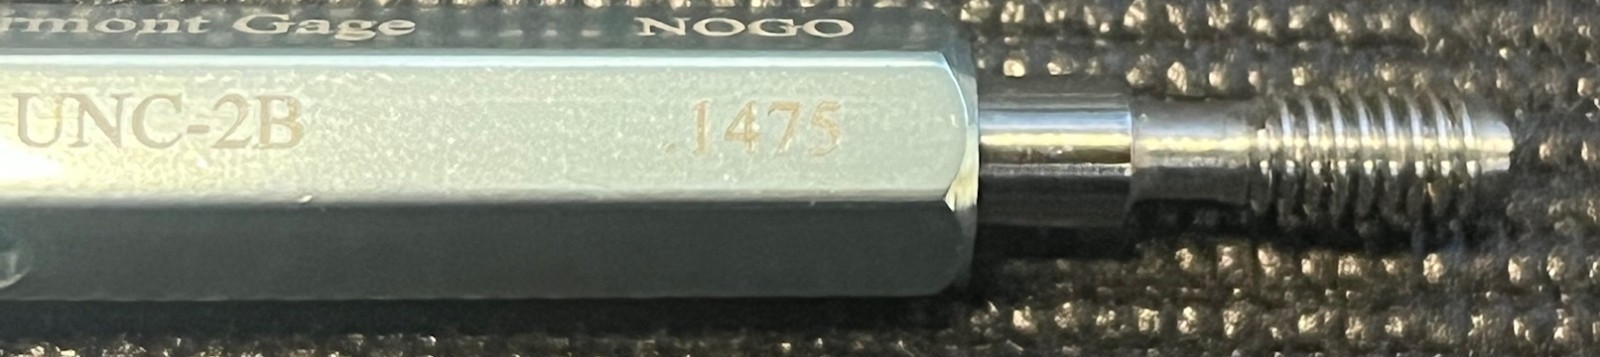 rmont Gage NOGO
UNC-2B .1475